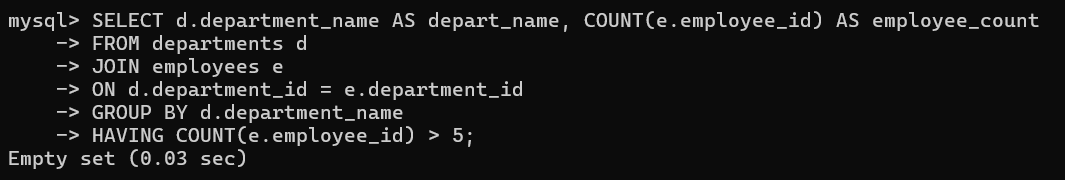 mysql> SELECT d.department_name AS depart_name, COUNT(e.employee_id) AS employee_count
    -> FROM departments d
    -> JOIN employees e
    -> ON d.department_id = e.department_id
    -> GROUP BY d.department_name
    -> HAVING COUNT(e.employee_id) > 5;
Empty set (0.03 sec)